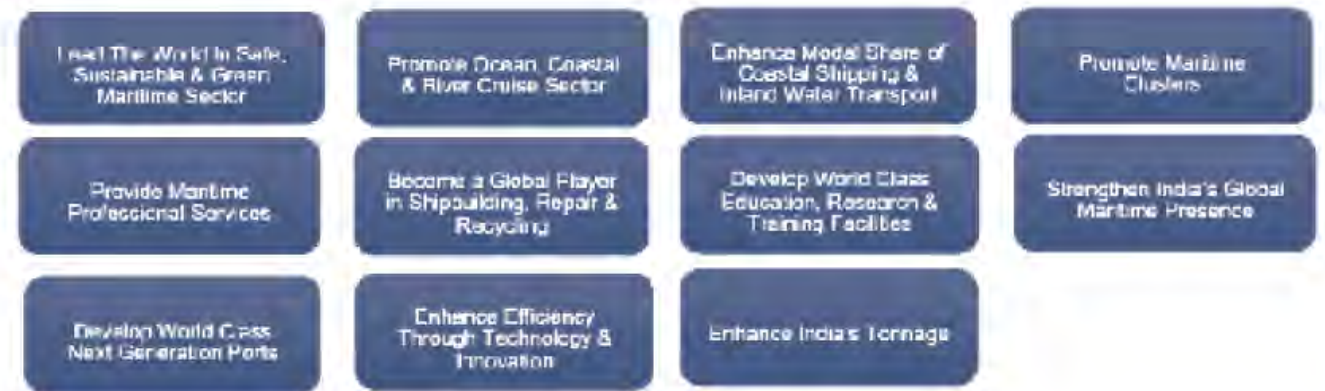 Lead The World In Safe,
Sustainable & Green
Maritime Sector
Promote Ocean, Coastal
& River Cruise Sector
Enhance Modal Share of
Coastal Shipping &
Inland Water Transport
Promote Maritime
Clusters
Provide Maritime
Professional Services
Become a Global Player
in Shipbuilding, Repair &
Recycling
Develop World Class
Education, Research &
Training Facilities
Strengthen India's Global
Maritime Presence
Develop World Class
Next Generation Ports
Enhance Efficiency
Through Technology &
Innovation
Enhance India's Tonnage